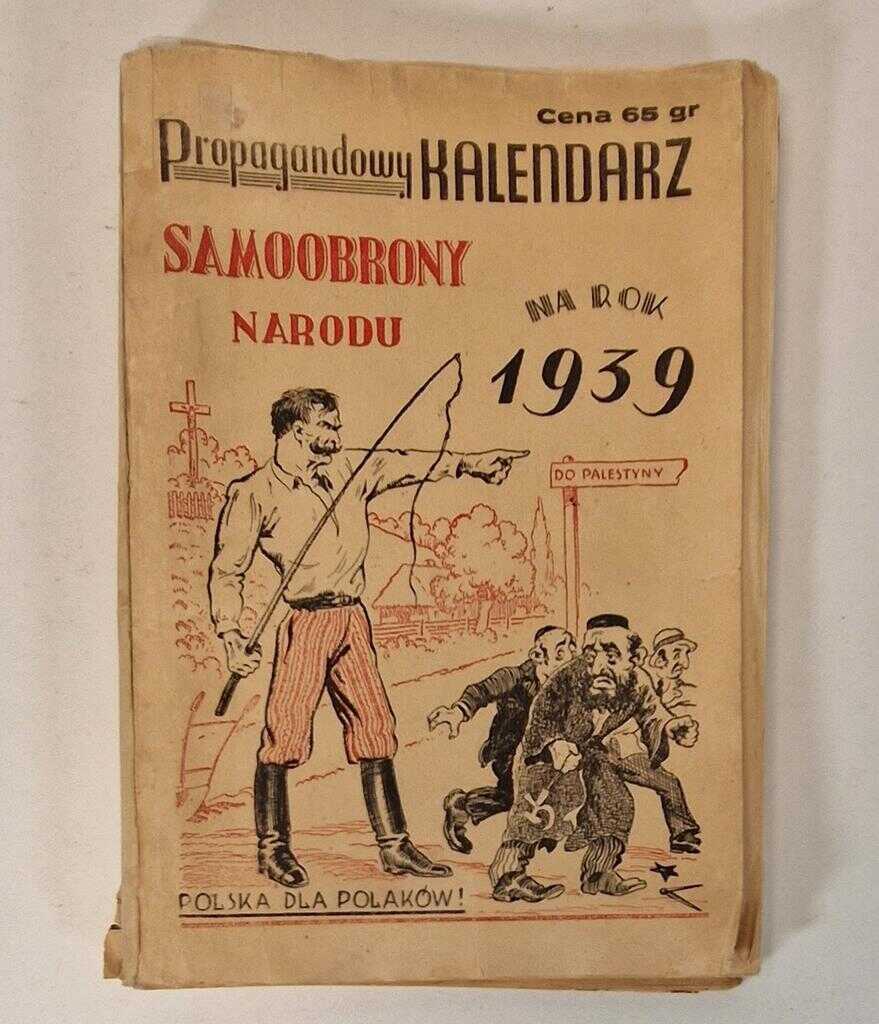 Cena 65 gr
Propagandowy KALENDARZ
SAMOOBRONY
NARODU
NA ROK
1939
DO PALESTYNY
POLSKA DLA POLAKÓW!